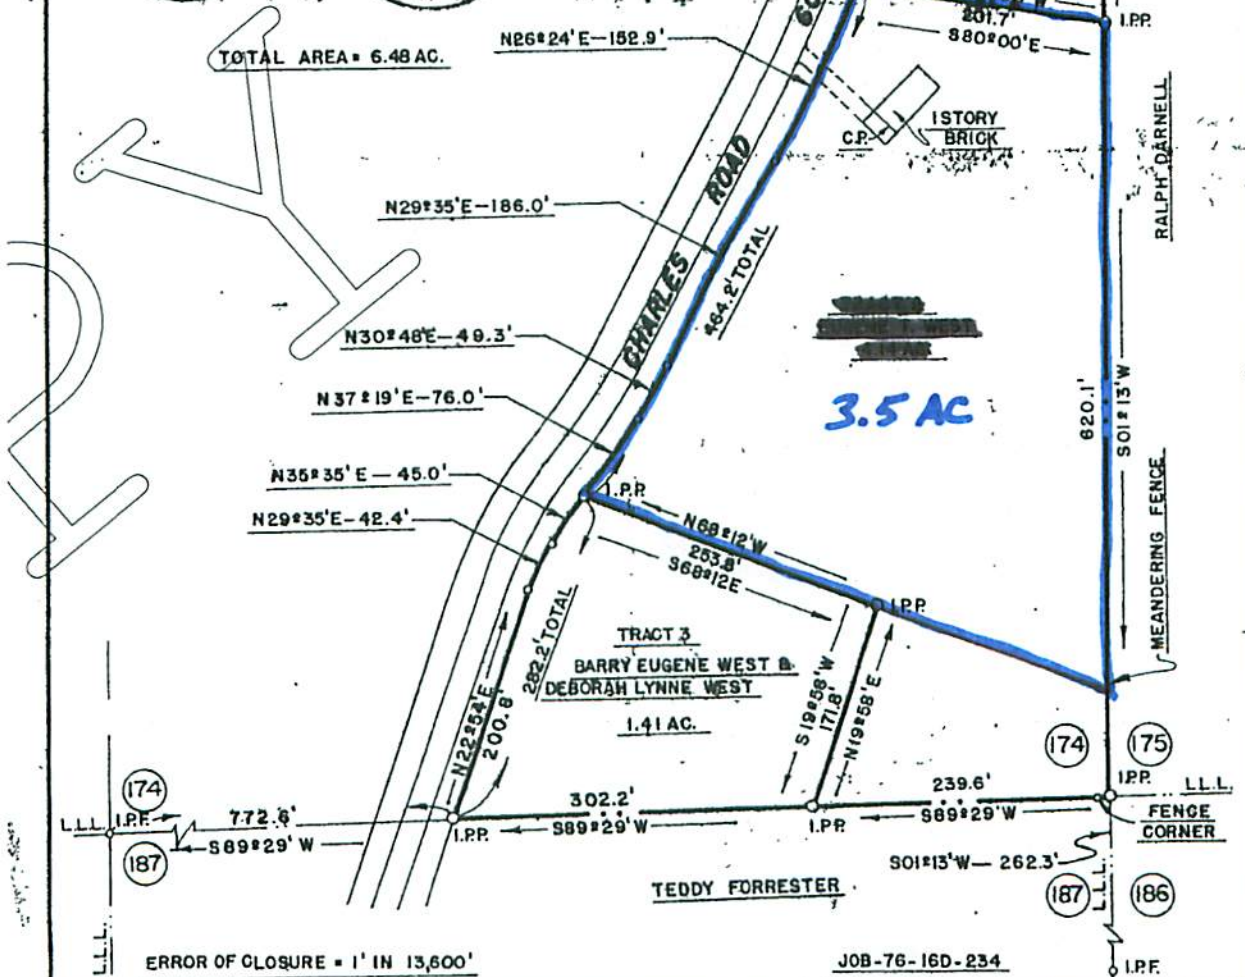 201.7'
S80°00'E
I.P.P.
N26°24'E—152.9'
TOTAL AREA = 6.48 AC.
60
1 STORY
BRICK
C.P.
RALPH DARNELL
CHARLES ROAD
N29°35'E—186.0'
464.2' TOTAL
N30°48'E—49.3'
3.5 AC
N37°19'E—76.0'
620.1'
S01°13'W
MEANDERING FENCE
N35°35'E—45.0'
I.P.P.
N29°35'E—42.4'
N68°12'W
253.8'
S68°12E
I.P.P.
282.2' TOTAL
TRACT 3
BARRY EUGENE WEST &
DEBORAH LYNNE WEST
1.41 AC.
N22°54'E
200.8'
S19°58'W
171.8'
N19°58'E
174
175
174
I.P.P.
L.L.L.
L.L.L.
I.P.F.
772.6'
S89°29'W
187
I.P.P.
302.2'
S89°29'W
I.P.P.
239.6'
S89°29'W
FENCE
CORNER
S01°13'W—262.3'
TEDDY FORRESTER
187
L.L.L.
186
L.L.L.
ERROR OF CLOSURE = 1' IN 13,600'
JOB-76-16D-234
I.P.F.